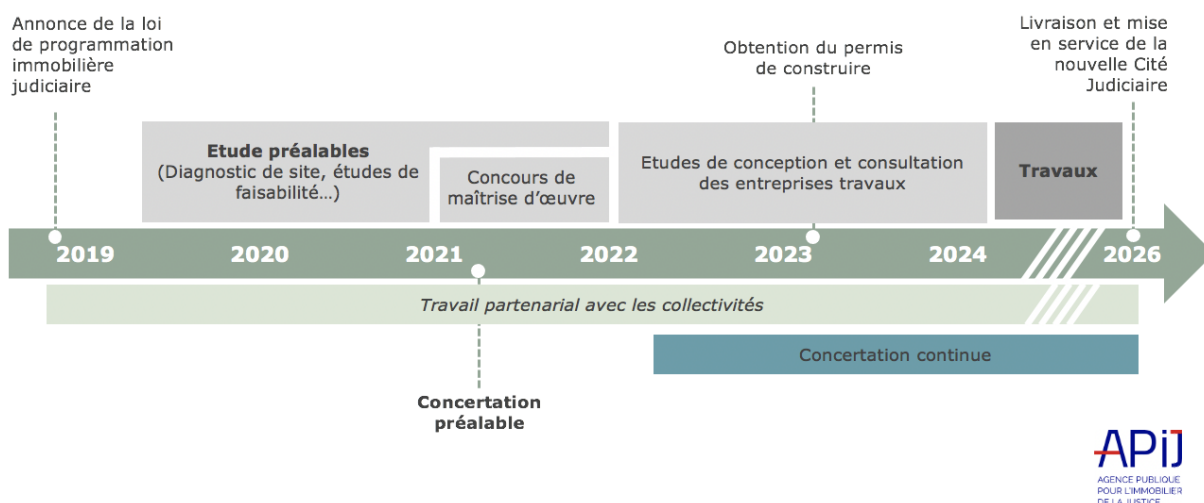 Annonce de la loi
de programmation
immobilière
judiciaire
Obtention du permis
de construire
Livraison et mise
en service de la
nouvelle Cité
Judiciaire
Etude préalables
(Diagnostic de site, études de
faisabilité...)
Concours de
maîtrise d'œuvre
Etudes de conception et consultation
des entreprises travaux
Travaux
2019 2020 2021 2022 2023 2024 2026
Travail partenarial avec les collectivités
Concertation continue
Concertation
préalable
APIJ
AGENCE PUBLIQUE
POUR L'IMMOBILIER
DE LA JUSTICE